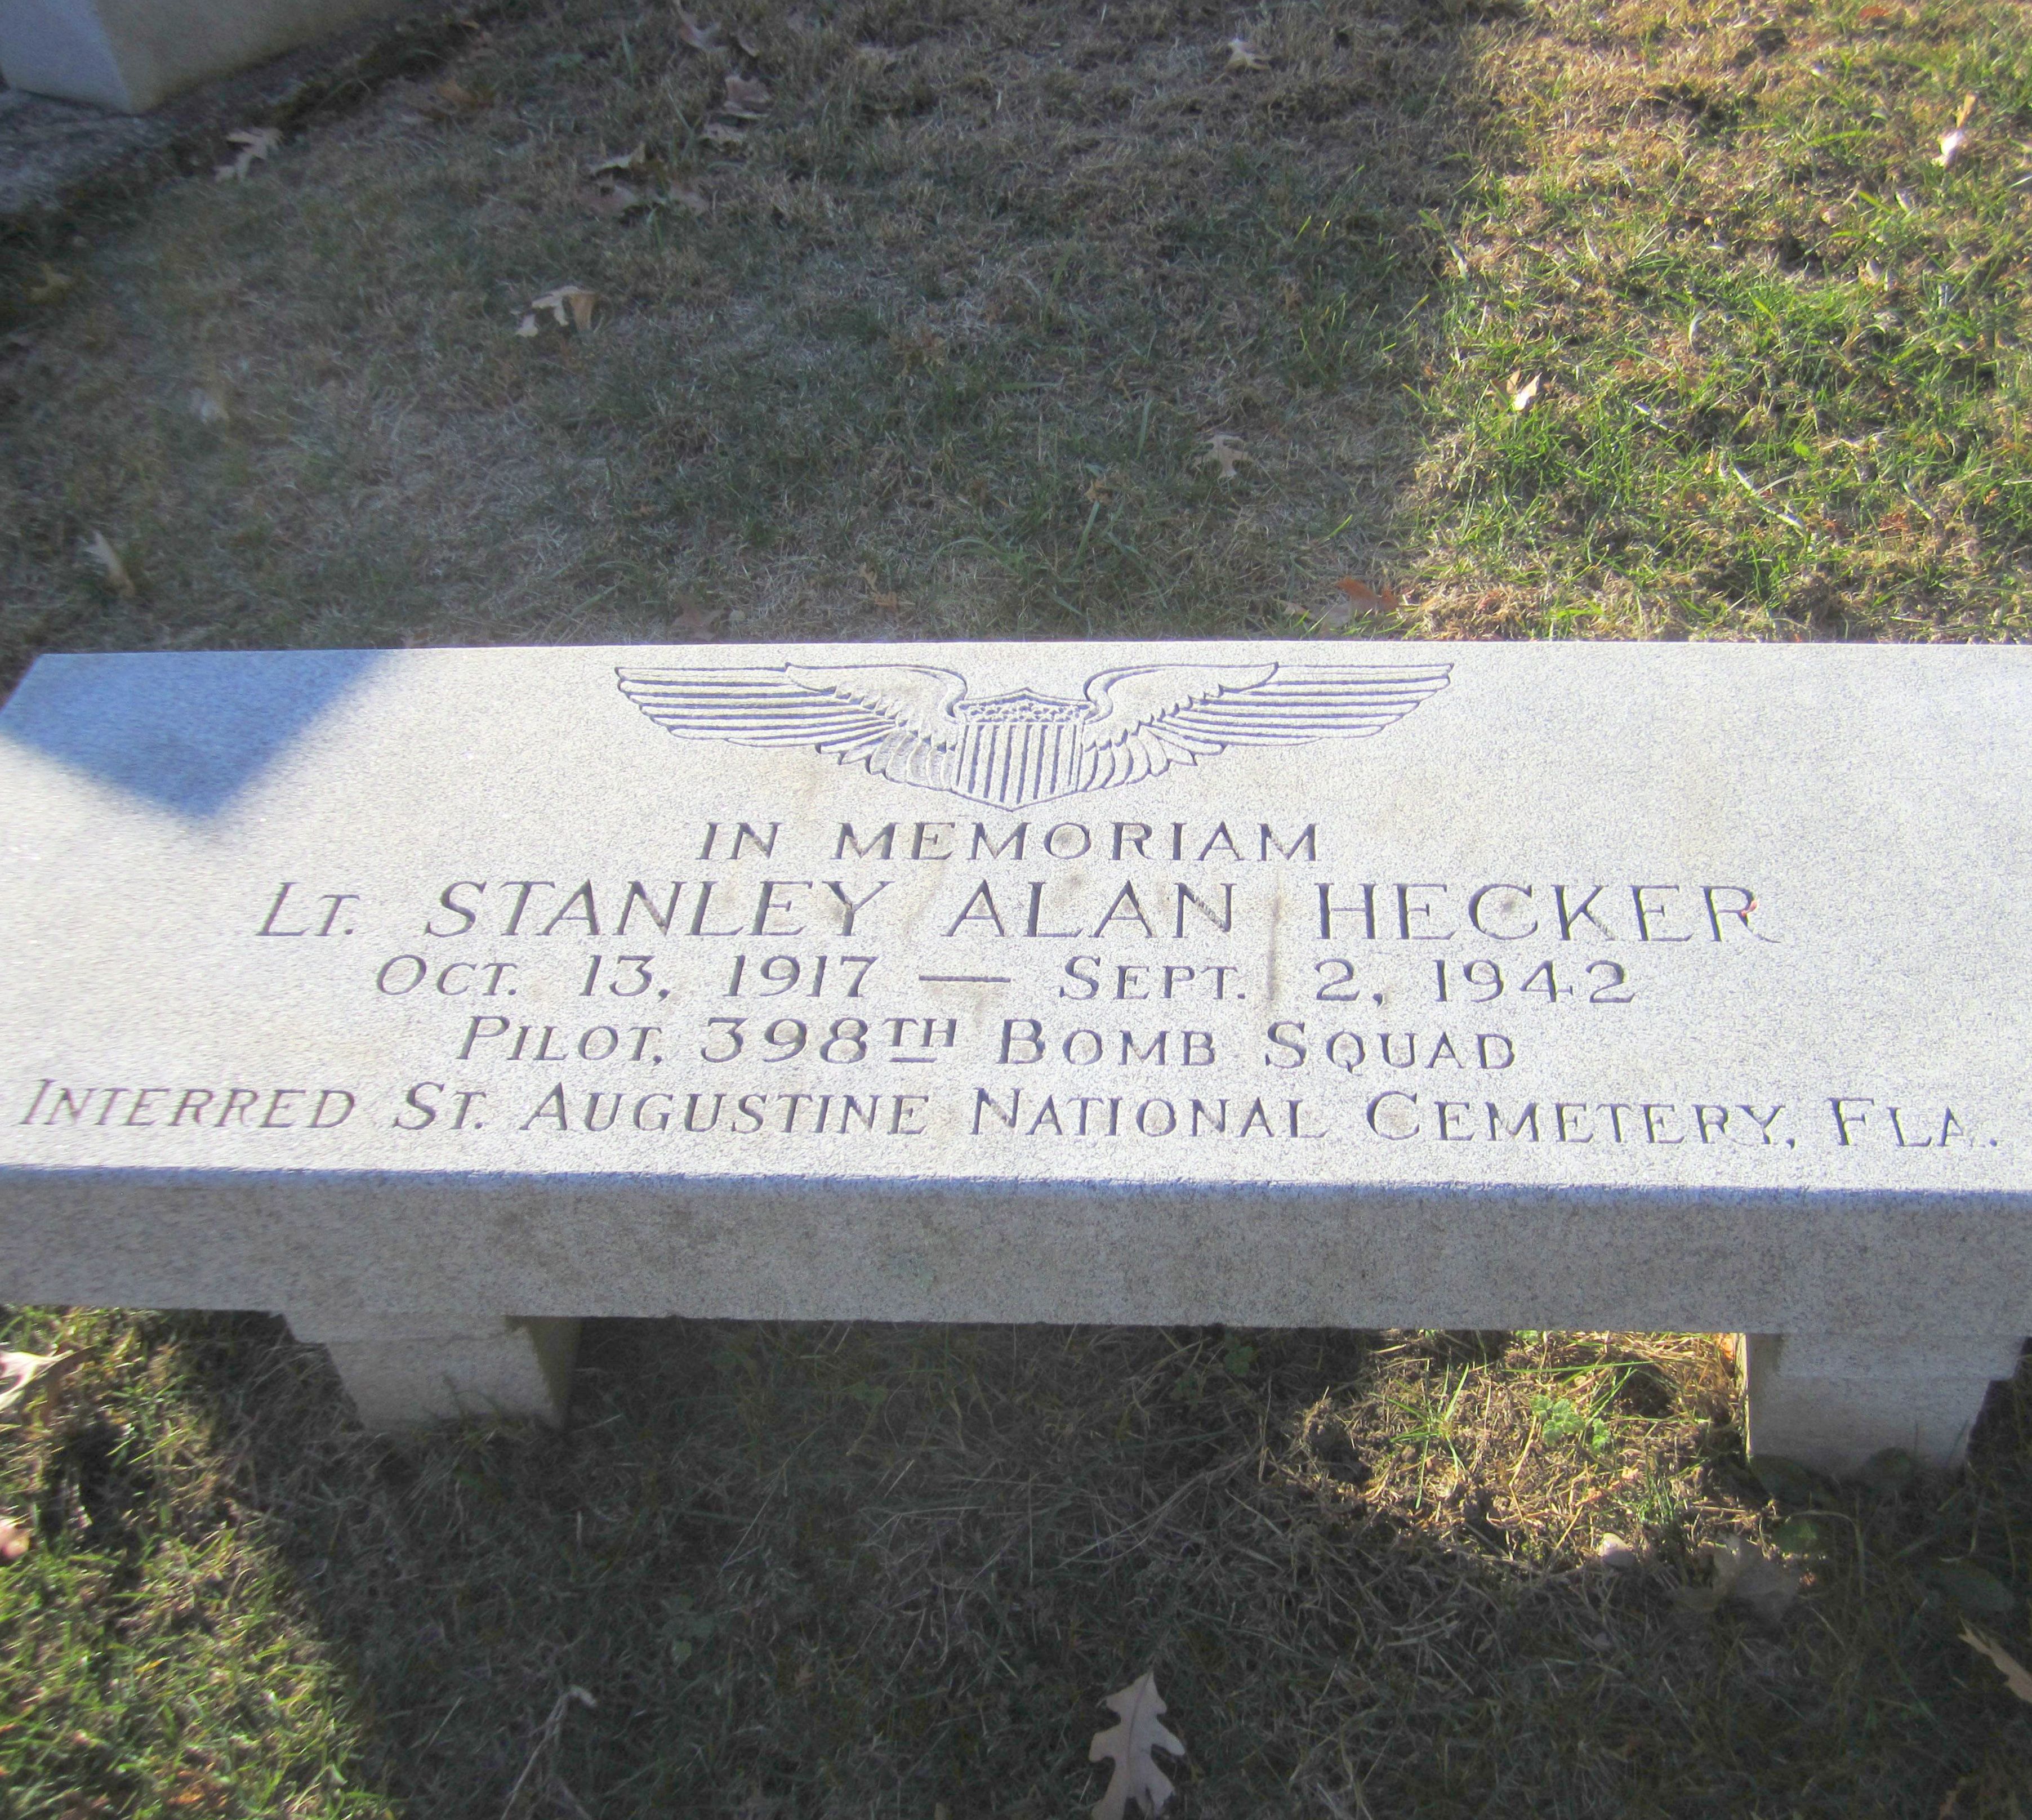 IN MEMORIAM
LT. STANLEY ALAN HECKER
OCT. 13, 1917 — SEPT. 2, 1942
PILOT, 398TH BOMB SQUAD
INTERRED ST. AUGUSTINE NATIONAL CEMETERY, FLA.